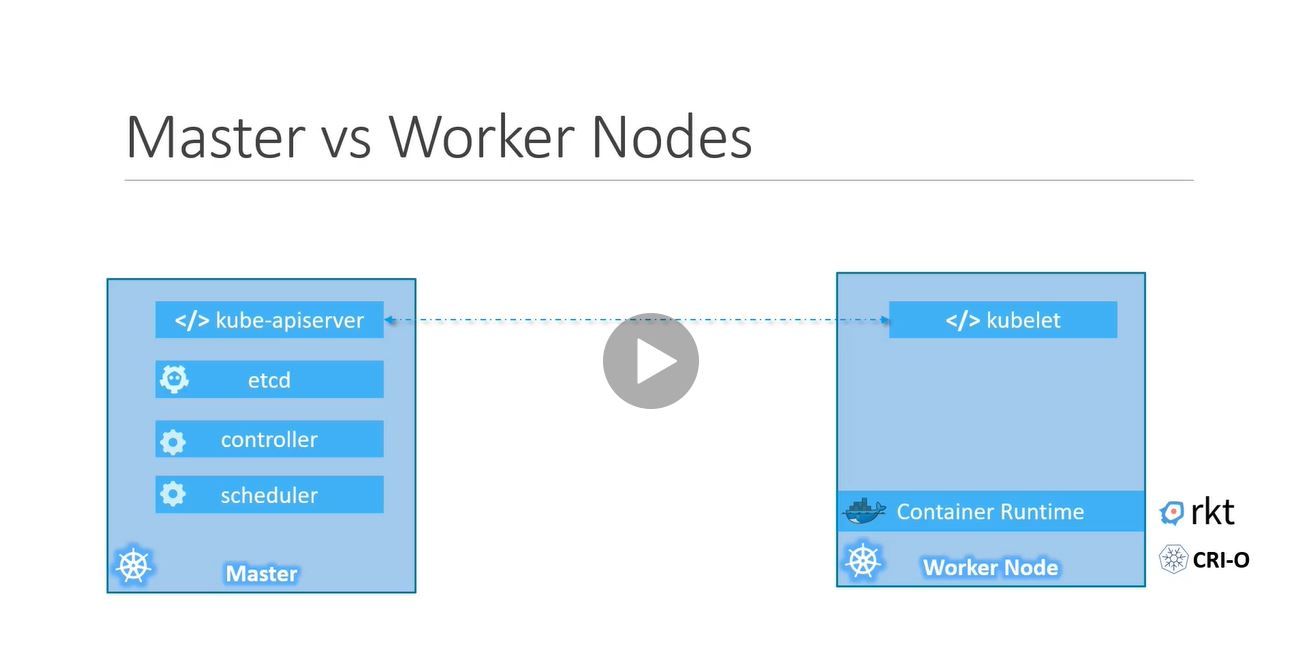 Master vs Worker Nodes
</> kube-apiserver
etcd
controller
scheduler
Master
</> kubelet
Container Runtime
Worker Node
rkt
CRI-O